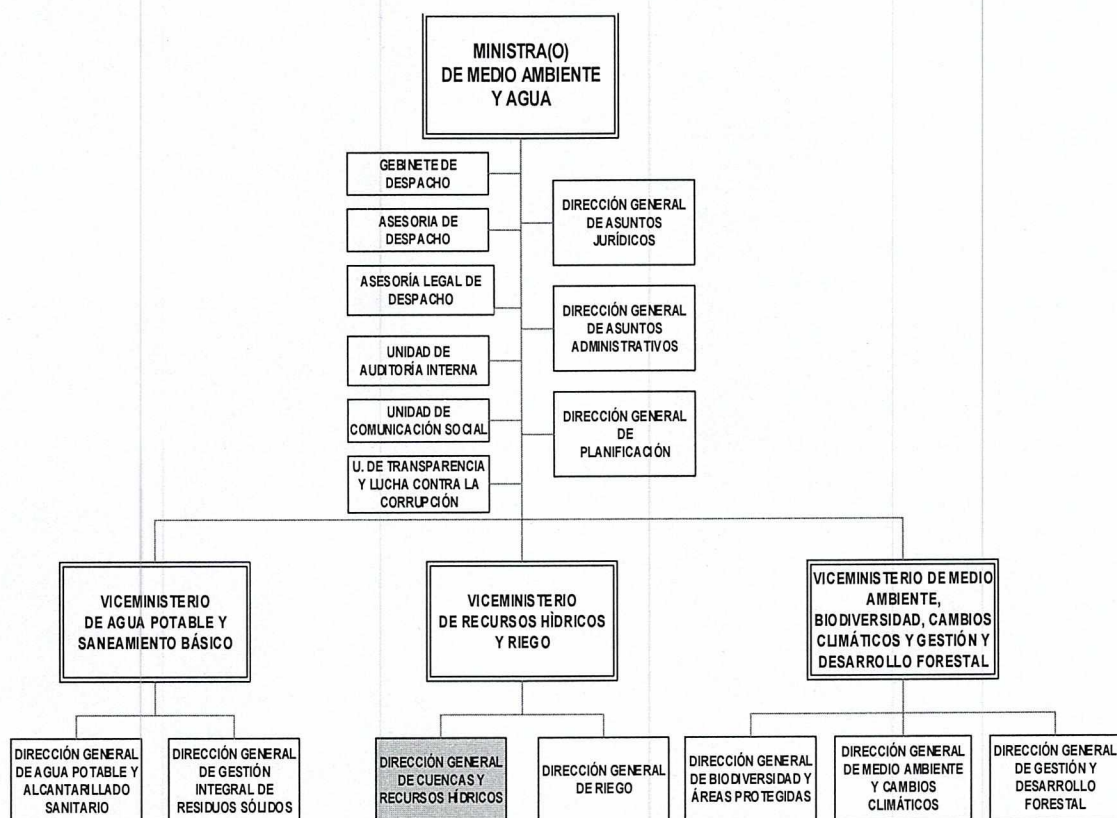 MINISTRA(O)
DE MEDIO AMBIENTE
Y AGUA
GEBINETE DE
DESPACHO
ASESORIA DE
DESPACHO
ASESORÍA LEGAL DE
DESPACHO
UNIDAD DE
AUDITORÍA INTERNA
UNIDAD DE
COMUNICACIÓN SOCIAL
U. DE TRANSPARENCIA
Y LUCHA CONTRA LA
CORRUPCIÓN
DIRECCIÓN GENERAL
DE ASUNTOS
JURÍDICOS
DIRECCIÓN GENERAL
DE ASUNTOS
ADMINISTRATIVOS
DIRECCIÓN GENERAL
DE
PLANIFICACIÓN
VICEMINISTERIO
DE AGUA POTABLE Y
SANEAMIENTO BÁSICO
VICEMINISTERIO
DE RECURSOS HÌDRICOS
Y RIEGO
VICEMINISTERIO DE MEDIO
AMBIENTE,
BIODIVERSIDAD, CAMBIOS
CLIMÁTICOS Y GESTIÓN Y
DESARROLLO FORESTAL
DIRECCIÓN GENERAL
DE AGUA POTABLE Y
ALCANTARILLADO
SANITARIO
DIRECCIÓN GENERAL
DE GESTIÓN
INTEGRAL DE
RESIDUOS SÓLIDOS
DIRECCIÓN GENERAL
DE CUENCAS Y
RECURSOS HÍDRICOS
DIRECCIÓN GENERAL
DE RIEGO
DIRECCIÓN GENERAL
DE BIODIVERSIDAD Y
ÁREAS PROTEGIDAS
DIRECCIÓN GENERAL
DE MEDIO AMBIENTE
Y CAMBIOS
CLIMÁTICOS
DIRECCIÓN GENERAL
DE GESTIÓN Y
DESARROLLO
FORESTAL